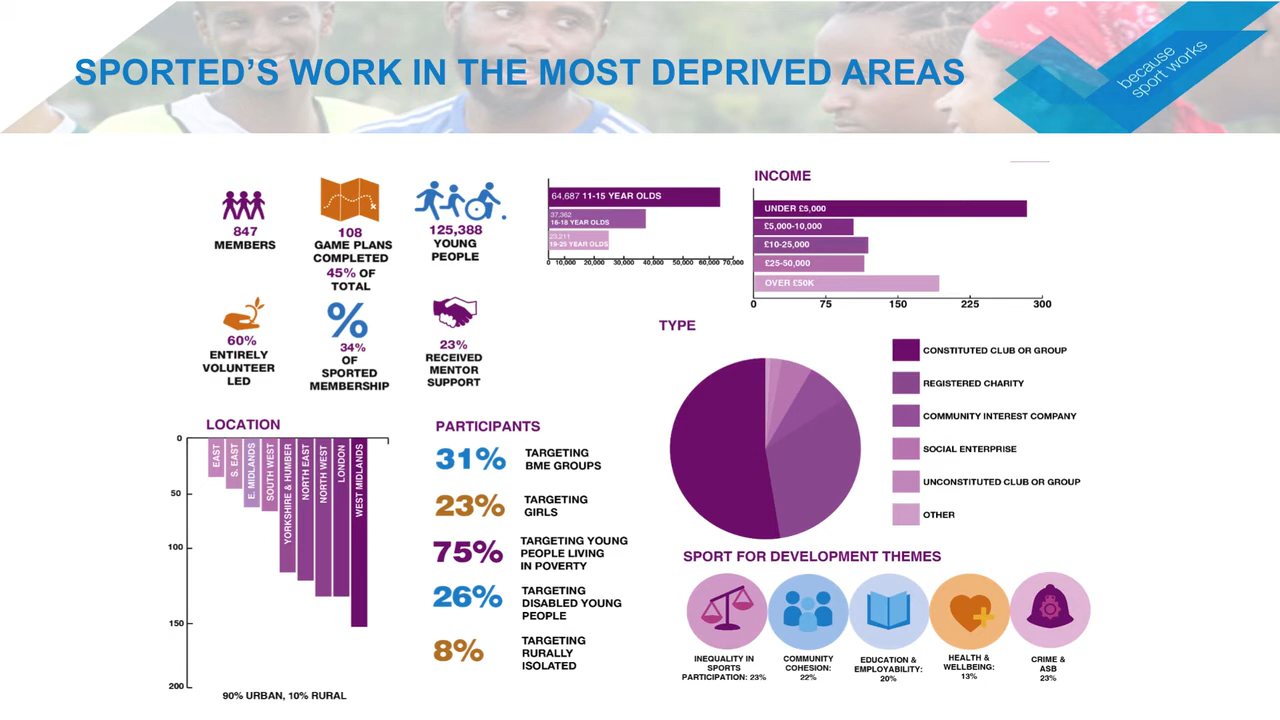 SPORTED'S WORK IN THE MOST DEPRIVED AREAS
because
sport works
847
MEMBERS
108
GAME PLANS
COMPLETED
45% OF
TOTAL
125,388
YOUNG
PEOPLE
60%
ENTIRELY
VOLUNTEER
LED
%
34%
OF
SPORTED
MEMBERSHIP
23%
RECEIVED
MENTOR
SUPPORT
64,687 11-15 YEAR OLDS
37,362
16-18 YEAR OLDS
23,211
19-25 YEAR OLDS
0 10,000 20,000 30,000 40,000 50,000 60,000 70,000
INCOME
UNDER £5,000
£5,000-10,000
£10-25,000
£25-50,000
OVER £50K
0 75 150 225 300
TYPE
CONSTITUTED CLUB OR GROUP
REGISTERED CHARITY
COMMUNITY INTEREST COMPANY
SOCIAL ENTERPRISE
UNCONSTITUTED CLUB OR GROUP
OTHER
LOCATION
0
50
100
150
200
EAST
S. EAST
E. MIDLANDS
SOUTH WEST
YORKSHIRE & HUMBER
NORTH EAST
NORTH WEST
LONDON
WEST MIDLANDS
90% URBAN, 10% RURAL
PARTICIPANTS
31% TARGETING
BME GROUPS
23% TARGETING
GIRLS
75% TARGETING YOUNG
PEOPLE LIVING
IN POVERTY
26% TARGETING
DISABLED YOUNG
PEOPLE
8% TARGETING
RURALLY
ISOLATED
SPORT FOR DEVELOPMENT THEMES
INEQUALITY IN
SPORTS
PARTICIPATION: 23%
COMMUNITY
COHESION:
22%
EDUCATION &
EMPLOYABILITY:
20%
HEALTH &
WELLBEING:
13%
CRIME &
ASB
23%